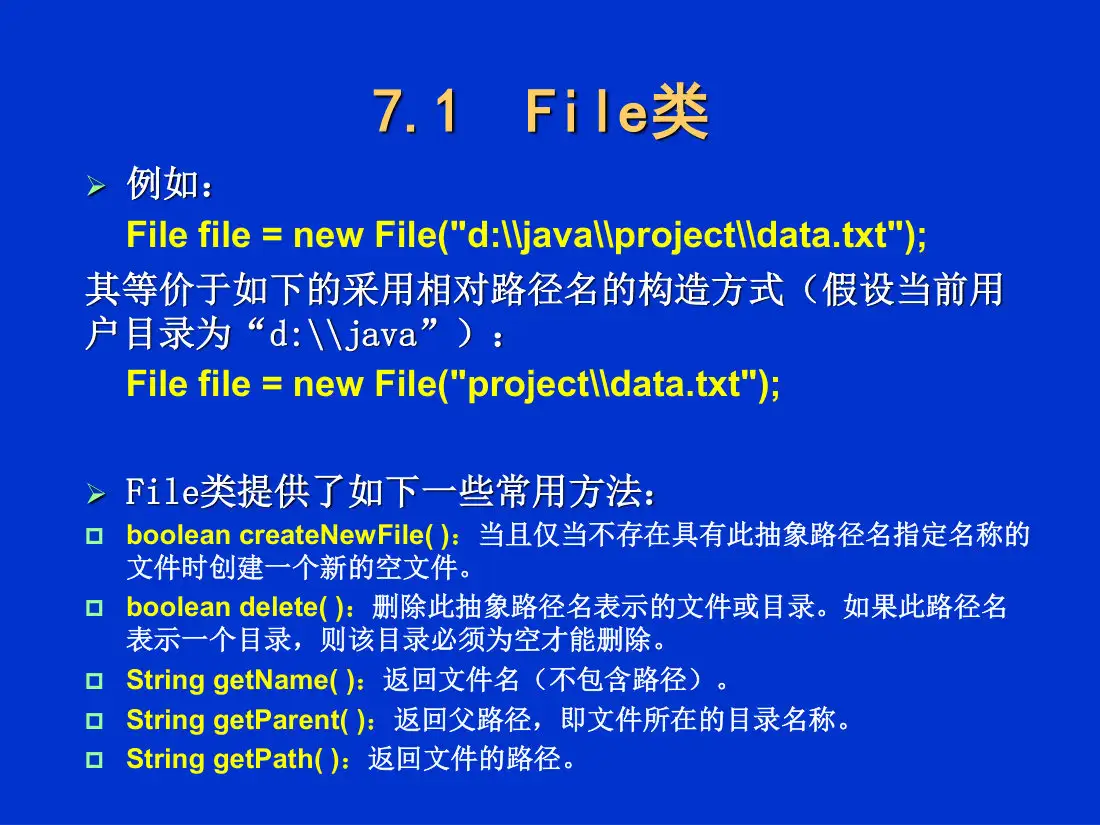 7.1 File类
例如：
File file = new File("d:\\java\\project\\data.txt");
其等价于如下的采用相对路径名的构造方式（假设当前用
户目录为“d:\\java”）：
File file = new File("project\\data.txt");
File类提供了如下一些常用方法：
boolean createNewFile( )：当且仅当不存在具有此抽象路径名指定名称的
文件时创建一个新的空文件。
boolean delete( )：删除此抽象路径名表示的文件或目录。如果此路径名
表示一个目录，则该目录必须为空才能删除。
String getName( )：返回文件名（不包含路径）。
String getParent( )：返回父路径，即文件所在的目录名称。
String getPath( )：返回文件的路径。